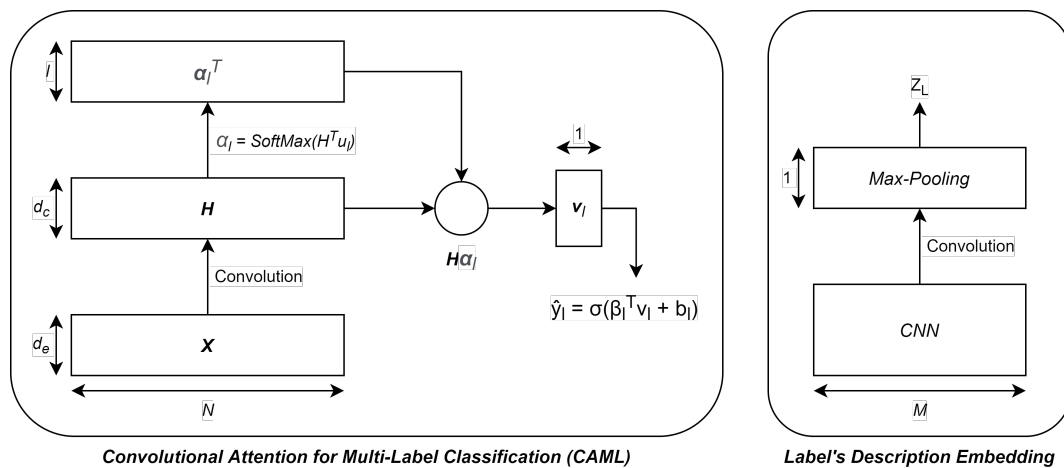 l
α_l^T
α_l = SoftMax(H^T u_l)
d_c
H
Hα_l
1
v_l
Convolution
ŷ_l = σ(β_l^T v_l + b_l)
d_e
X
N
Convolutional Attention for Multi-Label Classification (CAML)
Z_L
1
Max-Pooling
Convolution
CNN
M
Label's Description Embedding